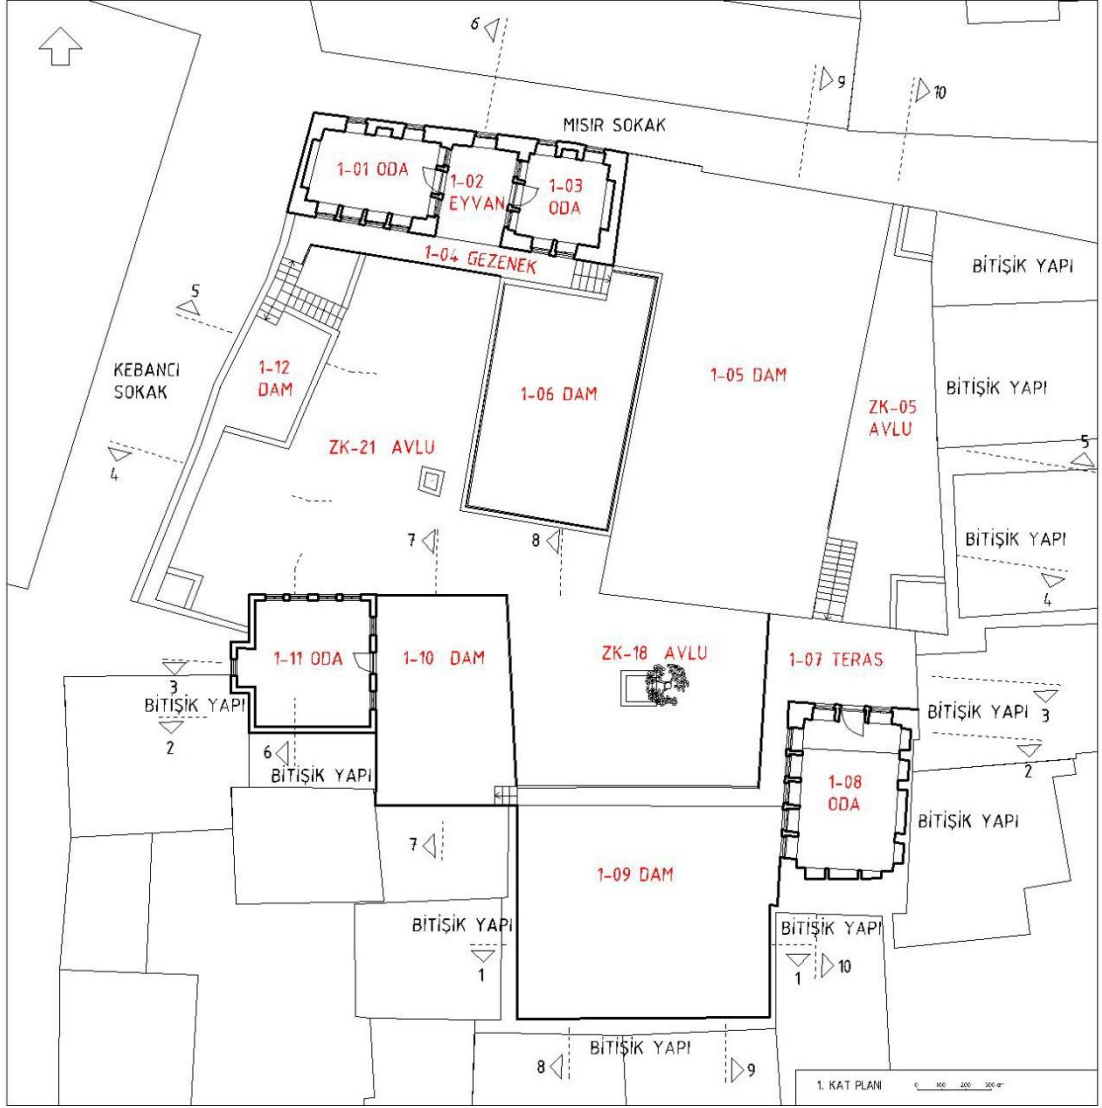 6
9
10
MISIR SOKAK
1-01 ODA
1-02
EYVAN
1-03
ODA
1-04 GEZENEK
BİTİŞİK YAPI
5
KEBANCI
SOKAK
1-12
DAM
1-06 DAM
1-05 DAM
BİTİŞİK YAPI
ZK-05
AVLU
ZK-21 AVLU
5
4
7
8
BİTİŞİK YAPI
4
1-11 ODA
1-10 DAM
ZK-18 AVLU
1-07 TERAS
3
BİTİŞİK YAPI
2
BİTİŞİK YAPI
3
2
6
BİTİŞİK YAPI
1-08
ODA
BİTİŞİK YAPI
7
1-09 DAM
BİTİŞİK YAPI
1
BİTİŞİK YAPI
1
10
BİTİŞİK YAPI
8
9
1. KAT PLANI
0 100 200 300 cm